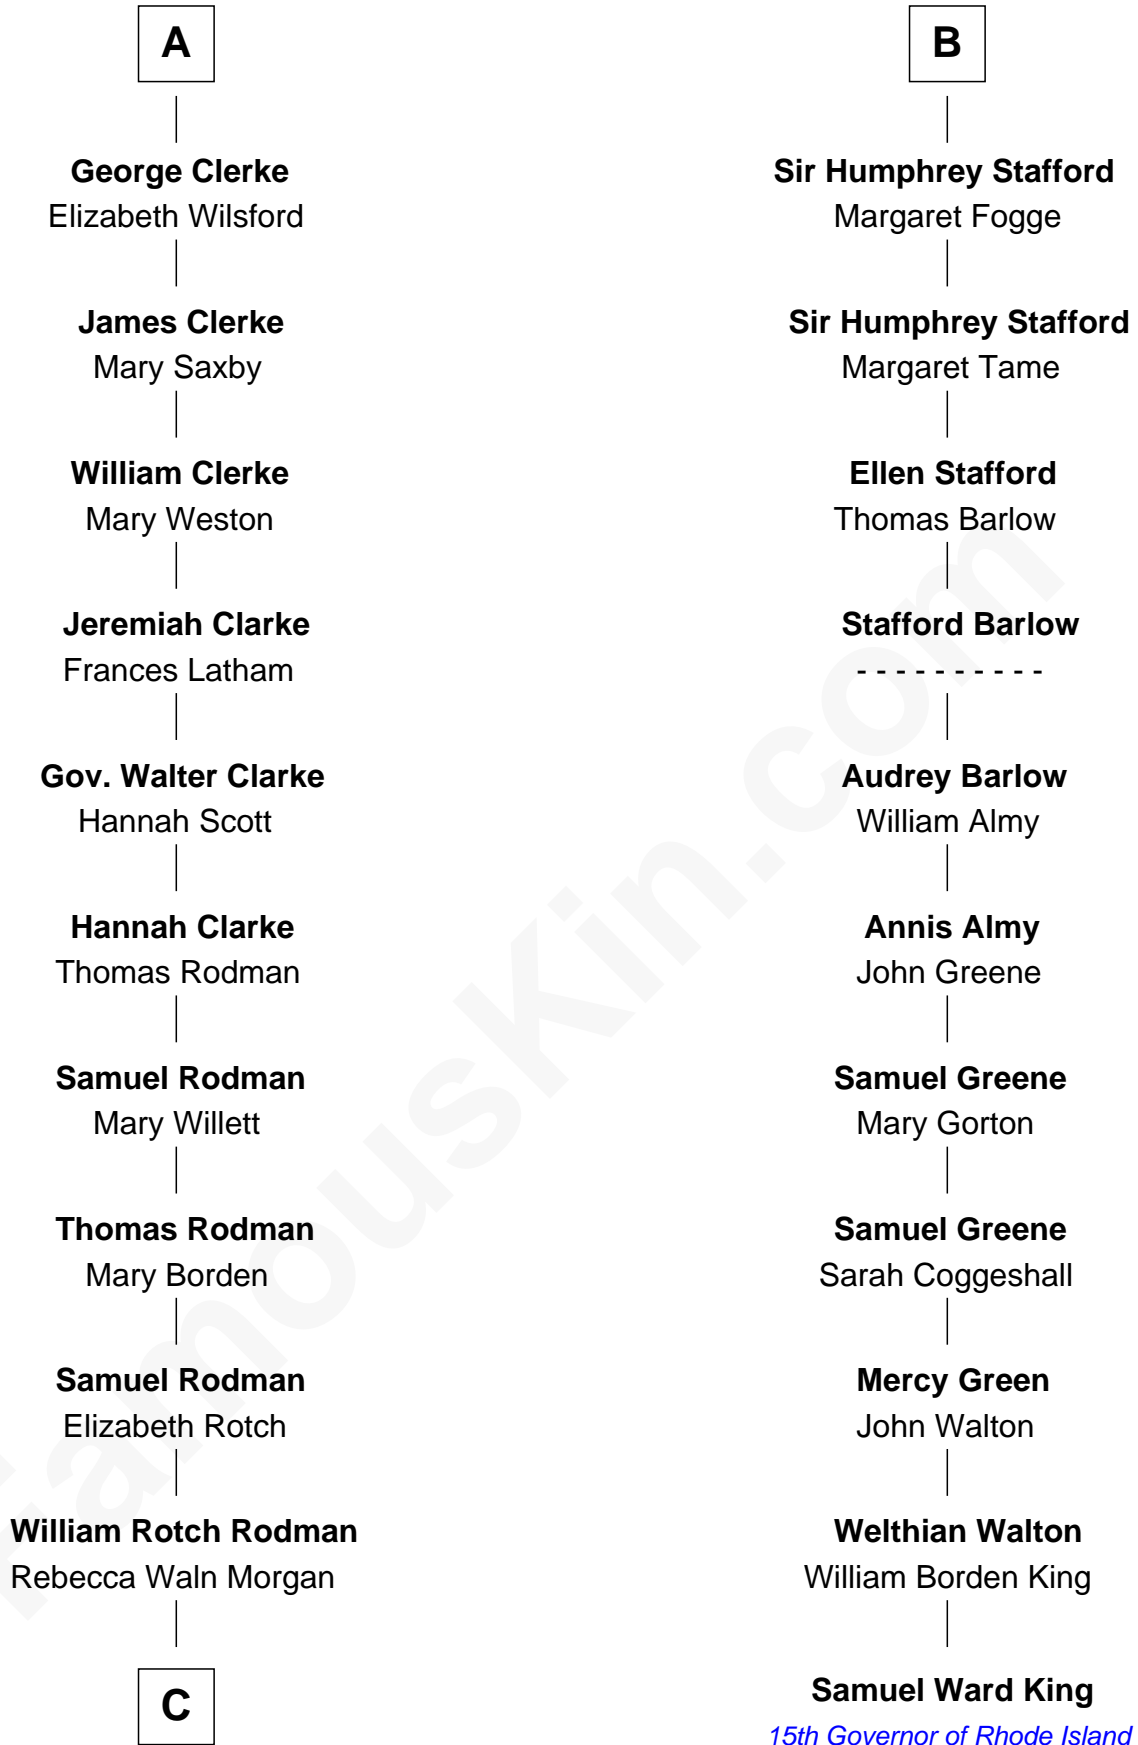 A
George Clerke
Elizabeth Wilsford
James Clerke
Mary Saxby
William Clerke
Mary Weston
Jeremiah Clarke
Frances Latham
Gov. Walter Clarke
Hannah Scott
Hannah Clarke
Thomas Rodman
Samuel Rodman
Mary Willett
Thomas Rodman
Mary Borden
Samuel Rodman
Elizabeth Rotch
William Rotch Rodman
Rebecca Waln Morgan
C
B
Sir Humphrey Stafford
Margaret Fogge
Sir Humphrey Stafford
Margaret Tame
Ellen Stafford
Thomas Barlow
Stafford Barlow
- - - - - - - - - -
Audrey Barlow
William Almy
Annis Almy
John Greene
Samuel Greene
Mary Gorton
Samuel Greene
Sarah Coggeshall
Mercy Green
John Walton
Welthian Walton
William Borden King
Samuel Ward King
15th Governor of Rhode Island
FamousKin.com